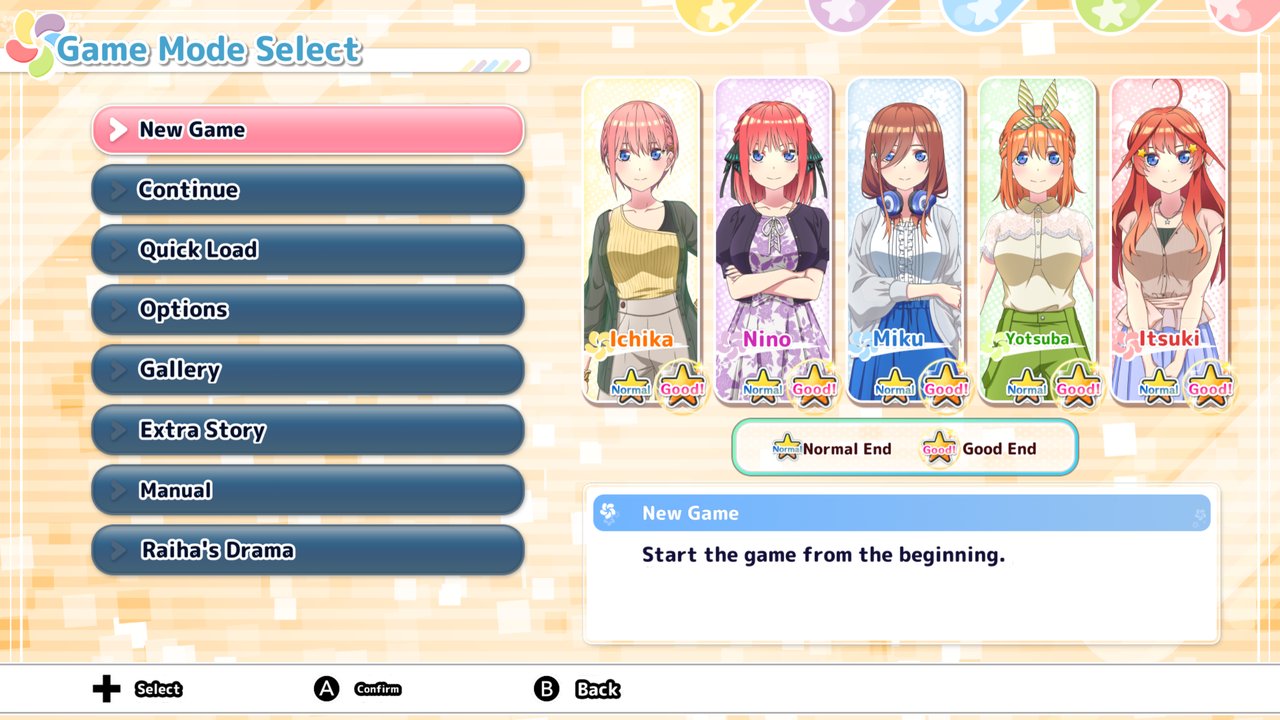 Game Mode Select
New Game
Continue
Quick Load
Options
Gallery
Extra Story
Manual
Raiha's Drama
Ichika
Nino
Miku
Yotsuba
Itsuki
Normal Good!
Normal Good!
Normal Good!
Normal Good!
Normal Good!
Normal Normal End Good! Good End
New Game
Start the game from the beginning.
Select A Confirm B Back